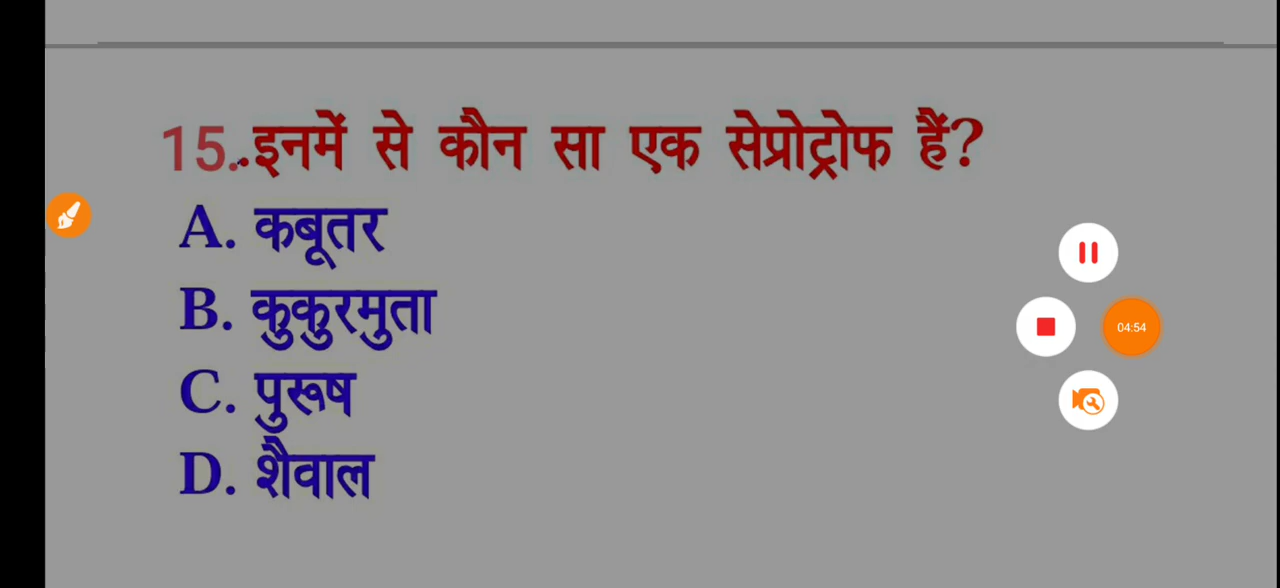 15..इनमें से कौन सा एक सेप्रोट्रोफ हैं?
A. कबूतर
B. कुकुरमुता
C. पुरूष
D. शैवाल
04:54